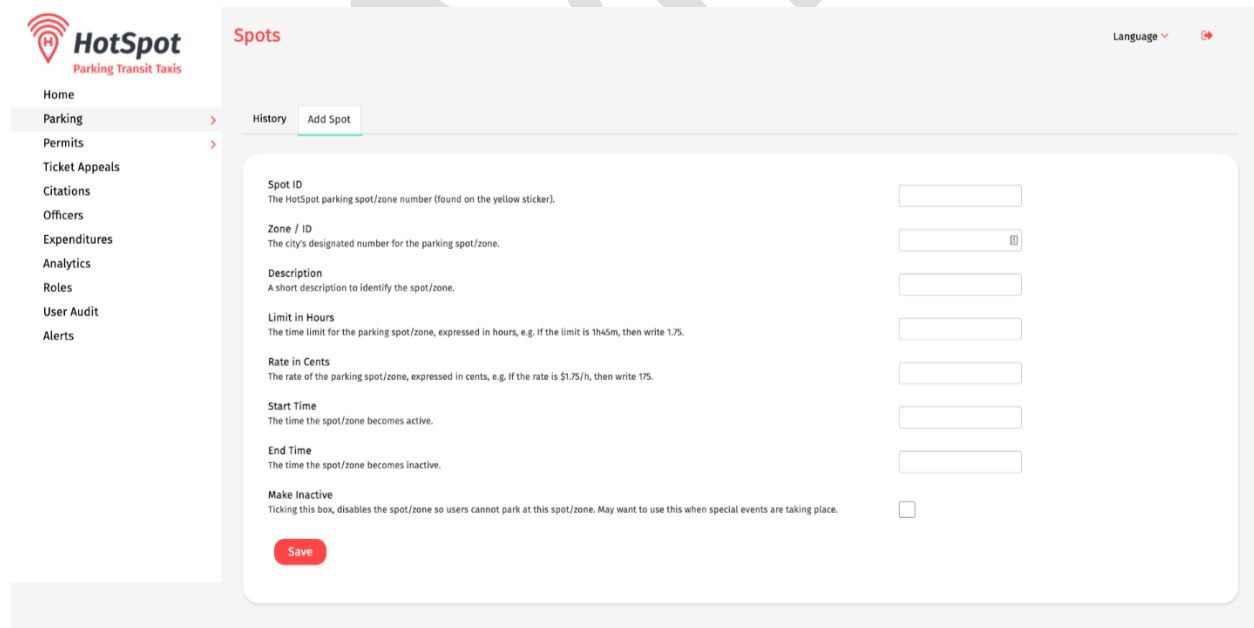 HotSpot
Parking Transit Taxis
Spots
Language
Home
Parking
Permits
Ticket Appeals
Citations
Officers
Expenditures
Analytics
Roles
User Audit
Alerts
History Add Spot
Spot ID
The HotSpot parking spot/zone number (found on the yellow sticker).
Zone / ID
The city's designated number for the parking spot/zone.
Description
A short description to identify the spot/zone.
Limit in Hours
The time limit for the parking spot/zone, expressed in hours, e.g. If the limit is 1h45m, then write 1.75.
Rate in Cents
The rate of the parking spot/zone, expressed in cents, e.g. If the rate is $1.75/h, then write 175.
Start Time
The time the spot/zone becomes active.
End Time
The time the spot/zone becomes inactive.
Make Inactive
Ticking this box, disables the spot/zone so users cannot park at this spot/zone. May want to use this when special events are taking place.
Save